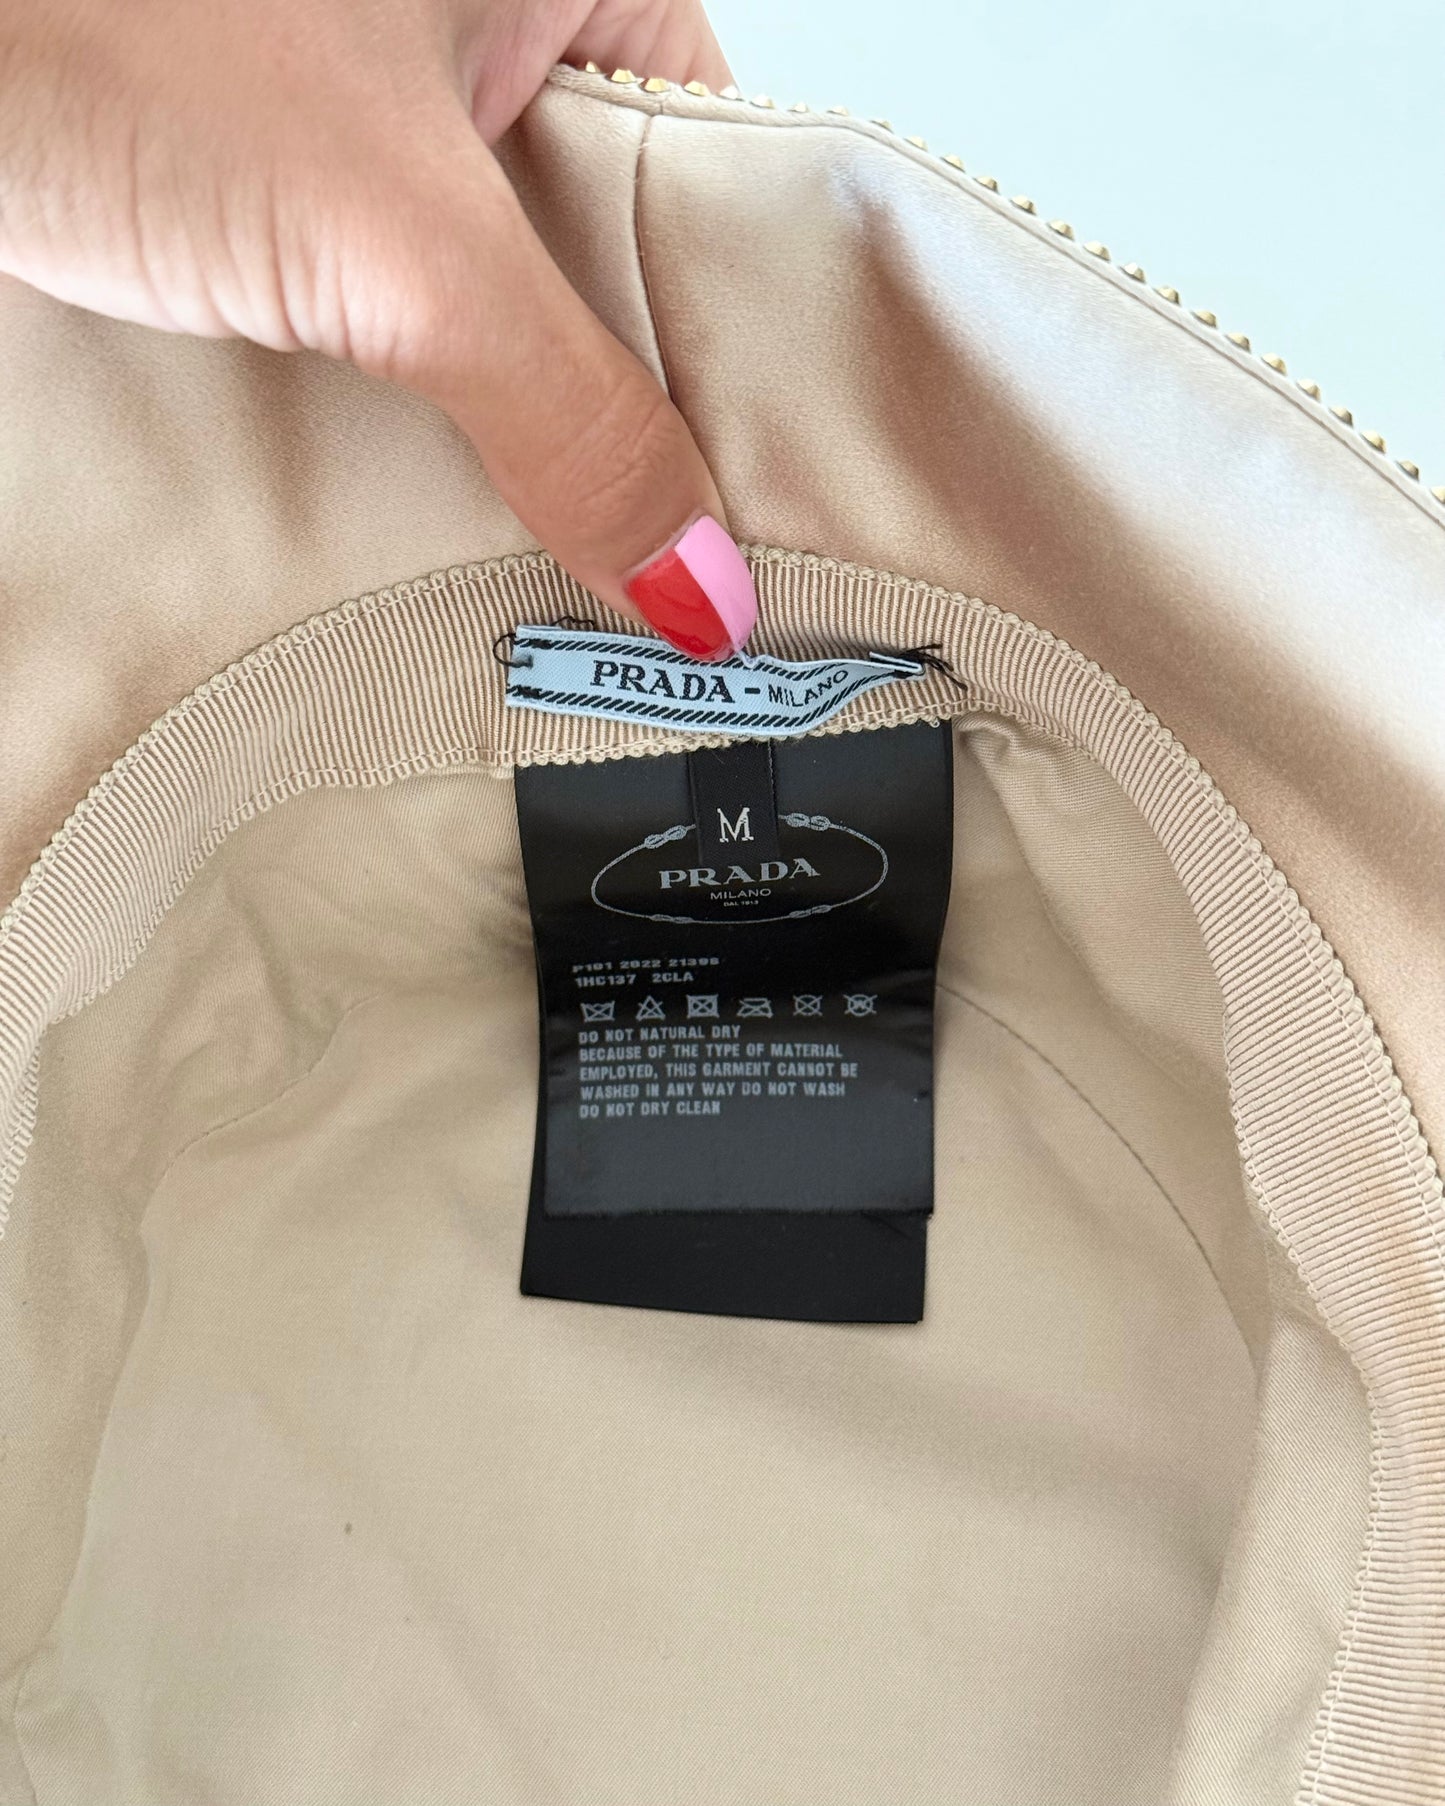 PRADA - MILANO
M
PRADA
MILANO
DAL 1913
P101 2022 21398
1HC137 2CLA
DO NOT NATURAL DRY
BECAUSE OF THE TYPE OF MATERIAL
EMPLOYED, THIS GARMENT CANNOT BE
WASHED IN ANY WAY DO NOT WASH
DO NOT DRY CLEAN